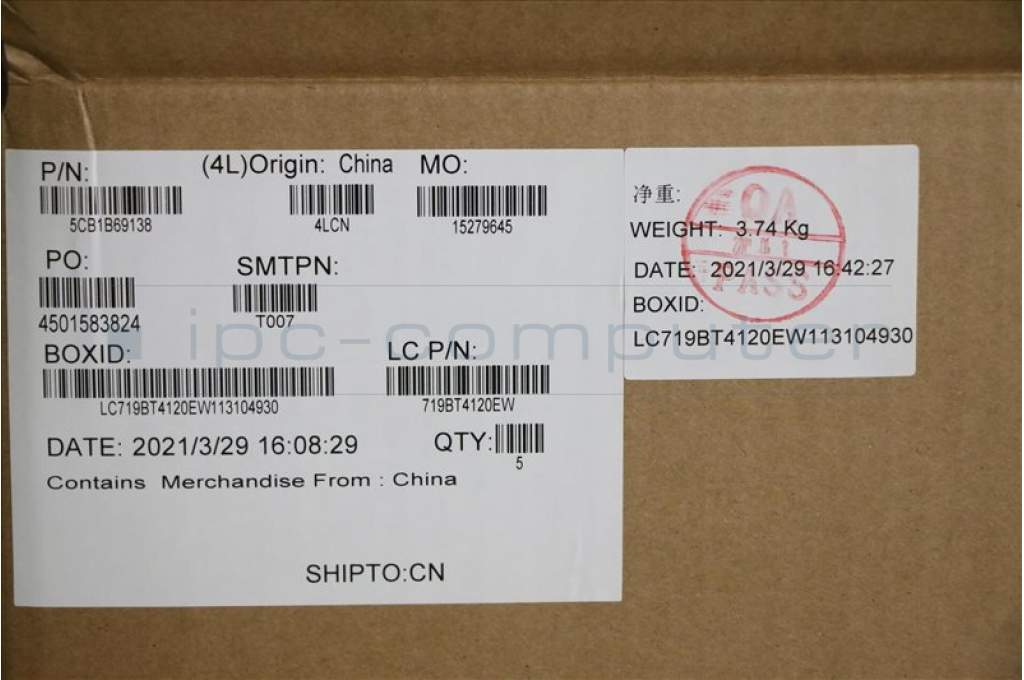 P/N:
5CB1B69138
(4L)Origin: China
4LCN
MO:
15279645
PO:
4501583824
SMTPN:
T007
BOXID:
LC719BT4120EW113104930
LC P/N:
719BT4120EW
DATE: 2021/3/29 16:08:29
QTY:
5
Contains Merchandise From : China
SHIPTO:CN
净重:
WEIGHT: 3.74 Kg
DATE: 2021/3/29 16:42:27
BOXID:
LC719BT4120EW113104930
QA
PASS
ipc-computer